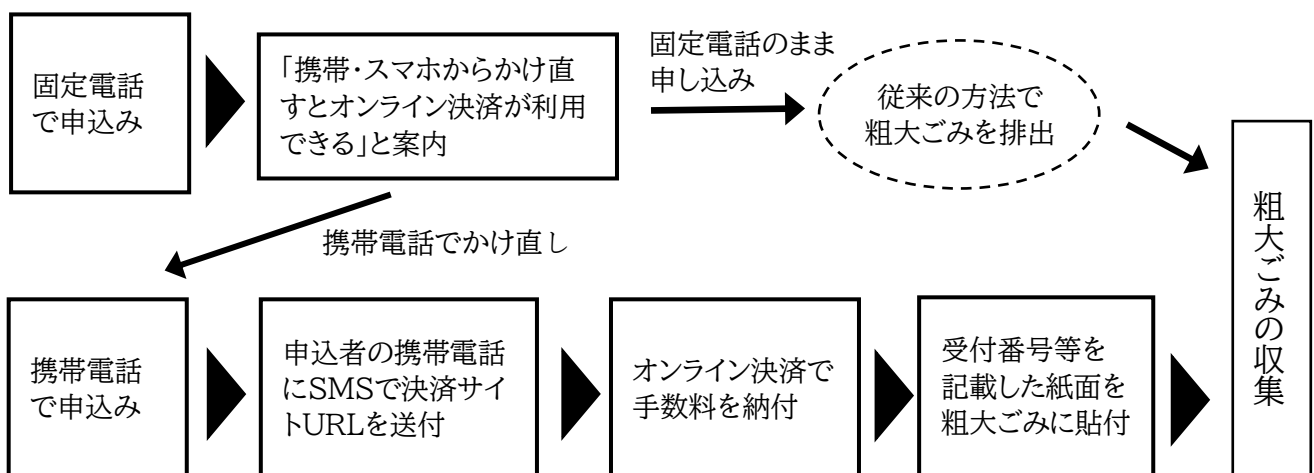 固定電話
で申込み
「携帯・スマホからかけ直
すとオンライン決済が利用
できる」と案内
固定電話のまま
申し込み
従来の方法で
粗大ごみを排出
携帯電話でかけ直し
携帯電話
で申込み
申込者の携帯電話
にSMSで決済サイ
トURLを送付
オンライン決済で
手数料を納付
受付番号等を
記載した紙面を
粗大ごみに貼付
粗大ごみの収集